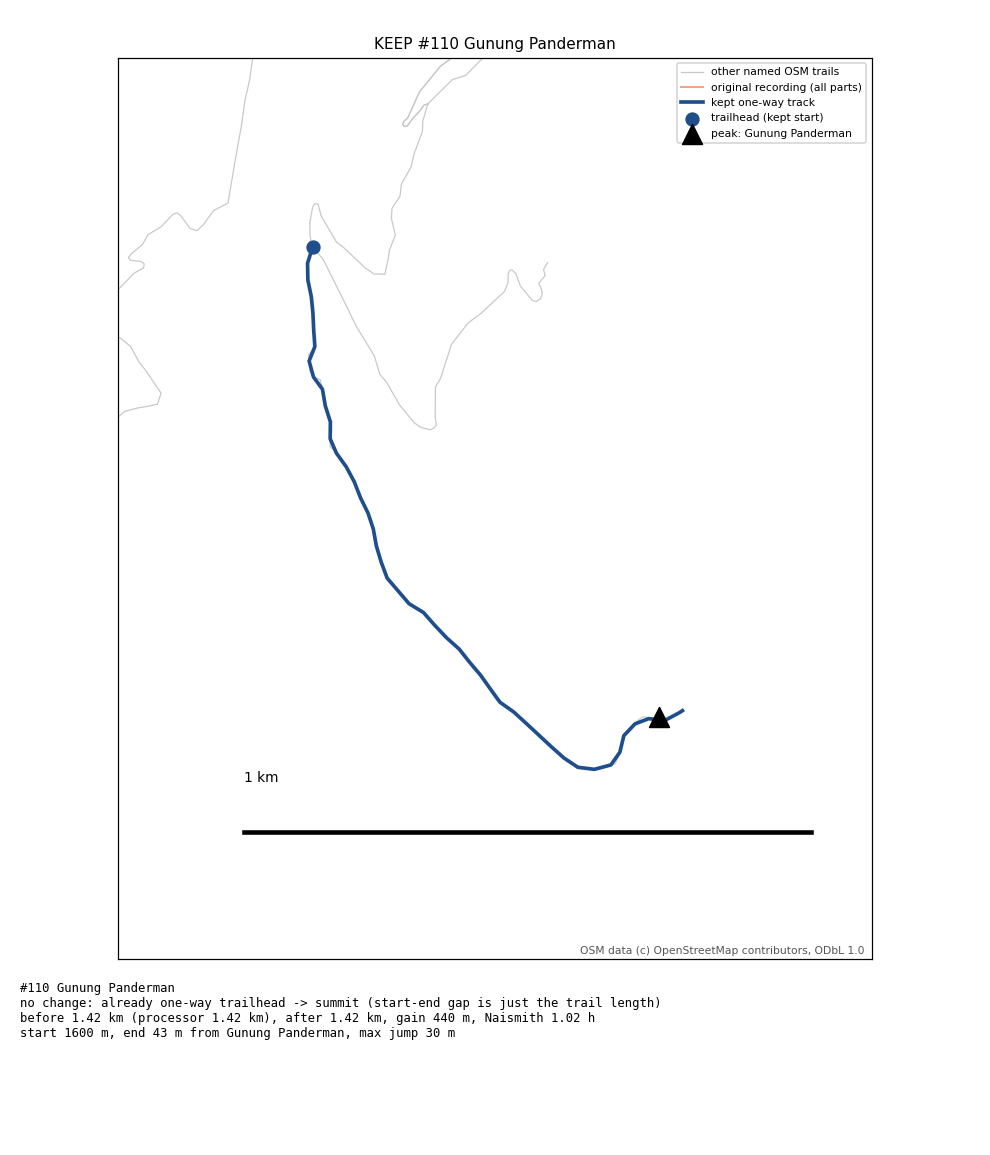 KEEP #110 Gunung Panderman
other named OSM trails
original recording (all parts)
kept one-way track
trailhead (kept start)
peak: Gunung Panderman
1 km
OSM data (c) OpenStreetMap contributors, ODbL 1.0
#110 Gunung Panderman
no change: already one-way trailhead -> summit (start-end gap is just the trail length)
before 1.42 km (processor 1.42 km), after 1.42 km, gain 440 m, Naismith 1.02 h
start 1600 m, end 43 m from Gunung Panderman, max jump 30 m